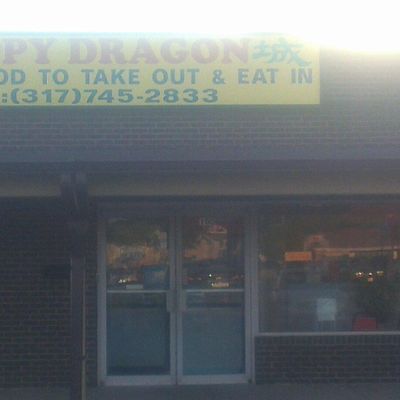 PPY DRAGON 城
OD TO TAKE OUT & EAT IN
:(317)745-2833